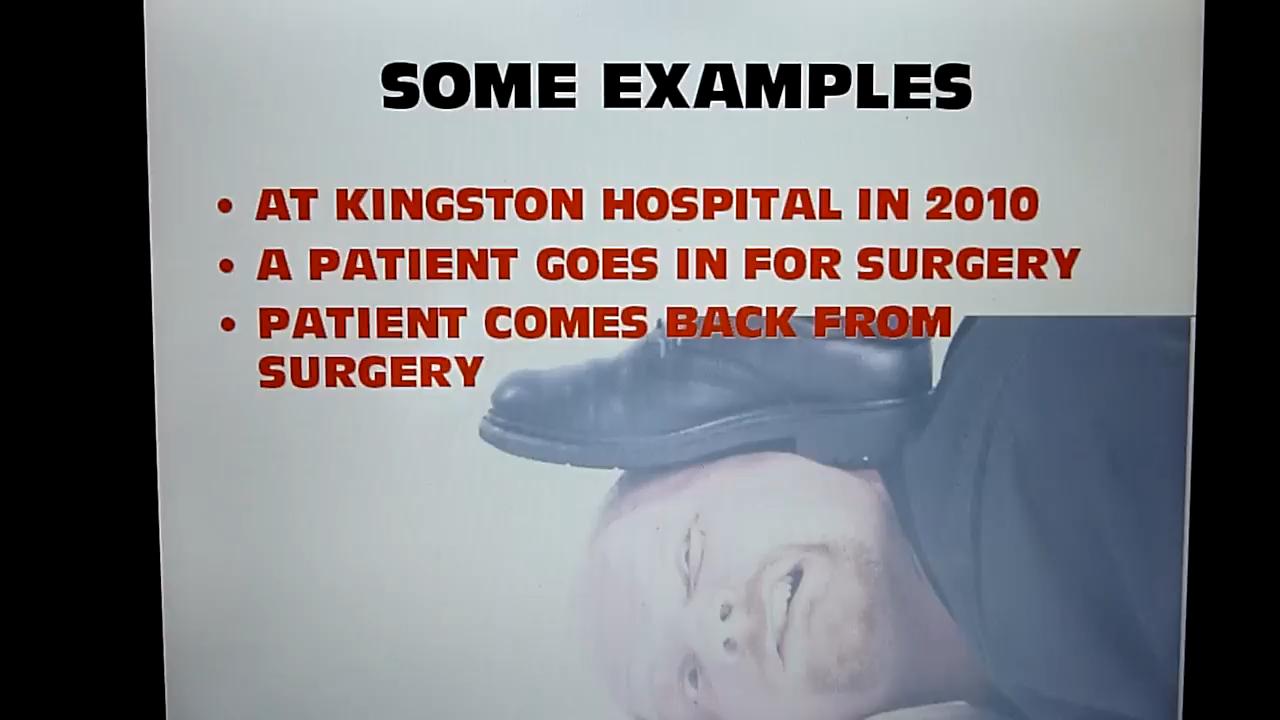 SOME EXAMPLES
• AT KINGSTON HOSPITAL IN 2010
• A PATIENT GOES IN FOR SURGERY
• PATIENT COMES BACK FROM
SURGERY